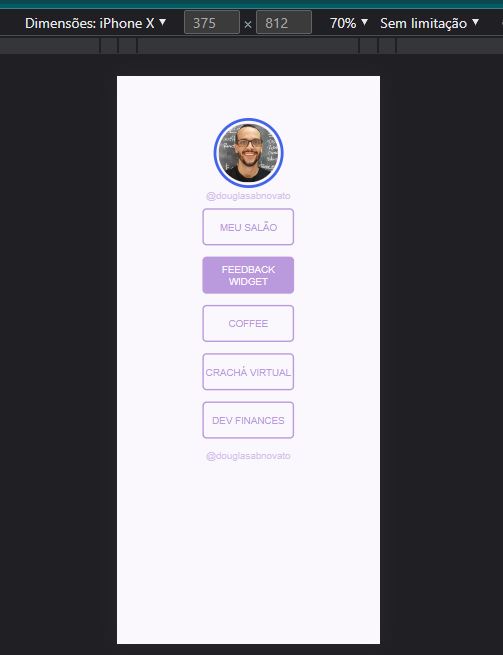 Dimensões: iPhone X ▼ 375 × 812 70% ▼ Sem limitação ▼
@douglasabnovato
MEU SALÃO
FEEDBACK
WIDGET
COFFEE
CRACHÁ VIRTUAL
DEV FINANCES
@douglasabnovato